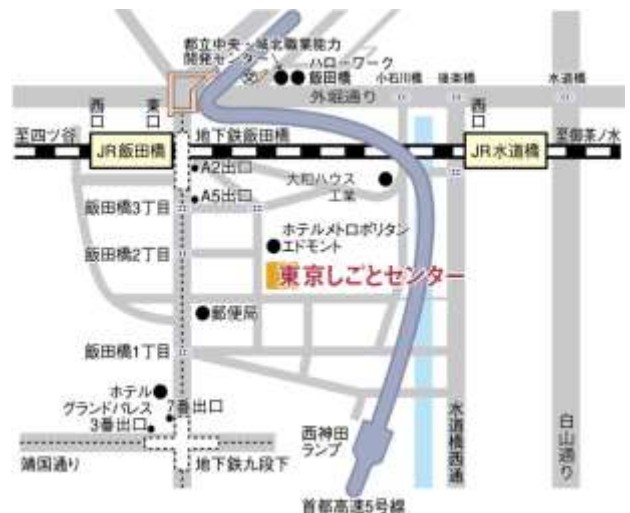 都立中央・城北職業能力
開発センター
ハローワーク
飯田橋
小石川橋
後楽橋
水道橋
外堀通り
西口
東口
西口
至四ツ谷
地下鉄飯田橋
至御茶ノ水
JR飯田橋
JR水道橋
A2出口
大和ハウス
工業
A5出口
飯田橋3丁目
ホテルメトロポリタン
エドモント
飯田橋2丁目
東京しごとセンター
郵便局
飯田橋1丁目
ホテル
グランドパレス
7番出口
3番出口
西神田
ランプ
水道橋西通
白山通り
靖国通り
地下鉄九段下
首都高速5号線